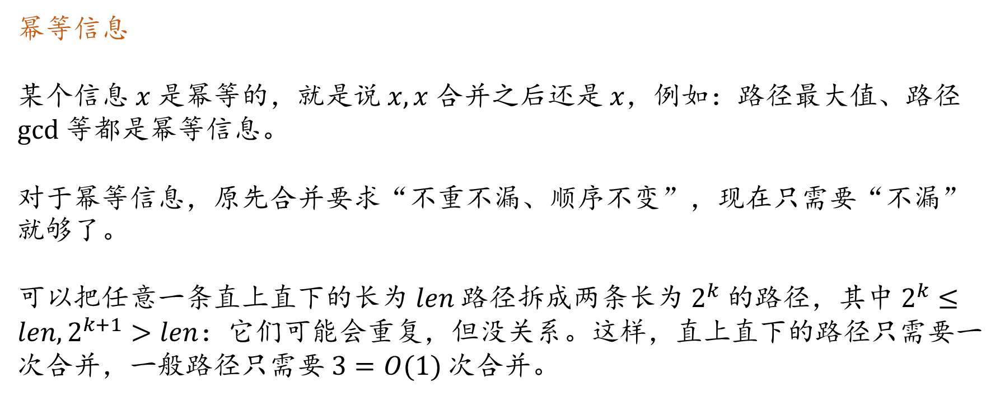 幂等信息
某个信息 x 是幂等的，就是说 x, x 合并之后还是 x，例如：路径最大值、路径
gcd 等都是幂等信息。
对于幂等信息，原先合并要求“不重不漏、顺序不变”，现在只需要“不漏”
就够了。
可以把任意一条直上直下的长为 len 路径拆成两条长为 2^k 的路径，其中 2^k ≤
len, 2^{k+1} > len：它们可能会重复，但没关系。这样，直上直下的路径只需要一
次合并，一般路径只需要 3 = O(1) 次合并。